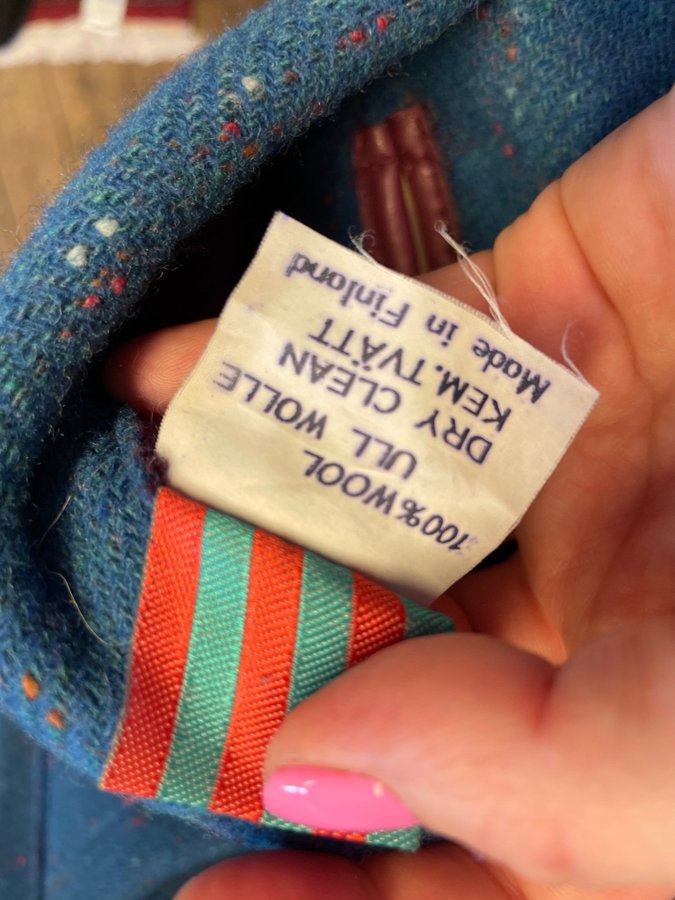 100% WOOL
ULL WOLLE
DRY CLEAN
KEM. TVÄTT
Made in Finland